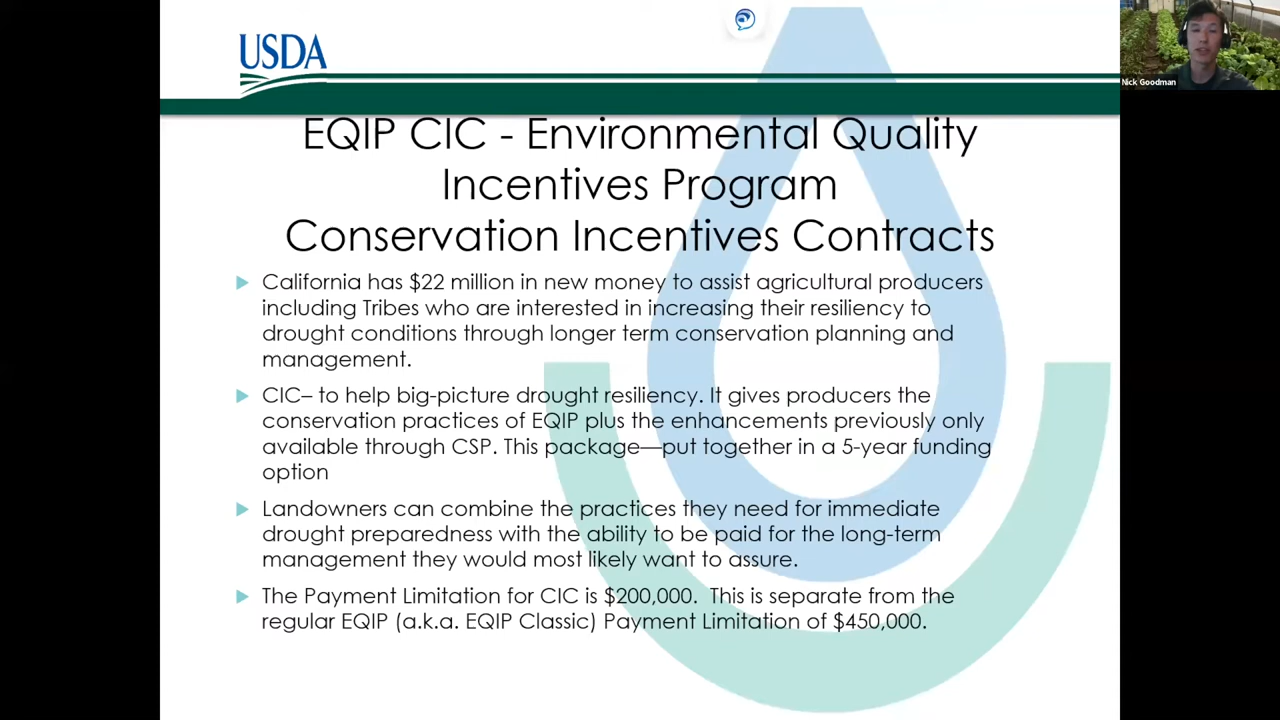 USDA
Nick Goodman
EQIP CIC - Environmental Quality
Incentives Program
Conservation Incentives Contracts
California has $22 million in new money to assist agricultural producers
including Tribes who are interested in increasing their resiliency to
drought conditions through longer term conservation planning and
management.
CIC– to help big-picture drought resiliency. It gives producers the
conservation practices of EQIP plus the enhancements previously only
available through CSP. This package—put together in a 5-year funding
option
Landowners can combine the practices they need for immediate
drought preparedness with the ability to be paid for the long-term
management they would most likely want to assure.
The Payment Limitation for CIC is $200,000.  This is separate from the
regular EQIP (a.k.a. EQIP Classic) Payment Limitation of $450,000.